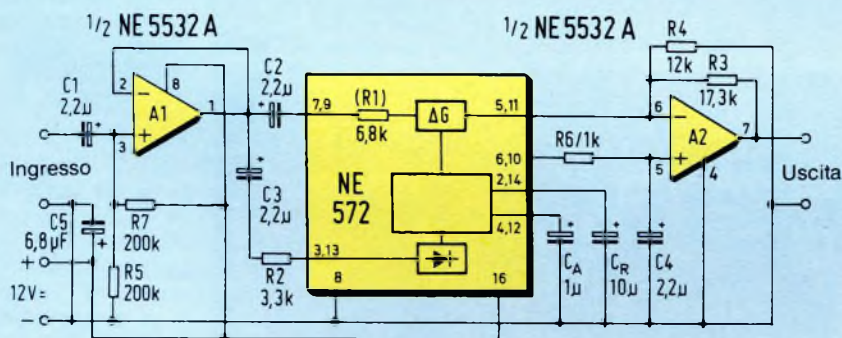 1/2 NE 5532 A
1/2 NE 5532 A
R4
12k
R3
17,3k
C1
2,2µ
2
8
A1
1
3
+
C2
2,2µ
+
7,9
(R1)
6,8k
ΔG
5,11
6
A2
7
5
4
+
Ingresso
Uscita
C3
2,2µ
+
NE
572
6,10
R6/1k
2,14
4,12
C5
6,8µF
+
R7
200k
R5
200k
R2
3,3k
3,13
8
16
CA
1µ
+
CR
10µ
+
C4
2,2µ
+
+
12V=
-